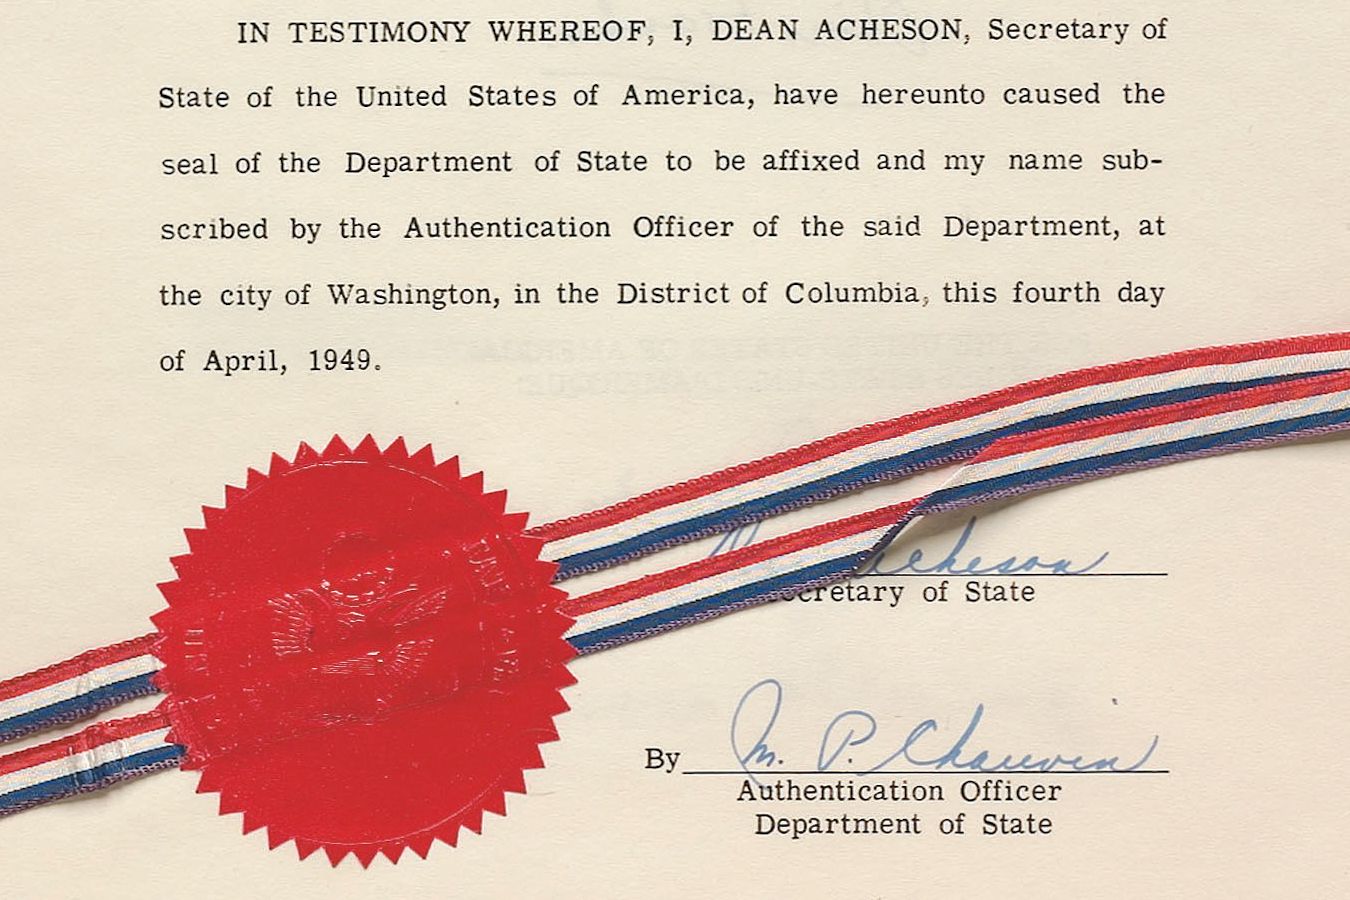 IN TESTIMONY WHEREOF, I, DEAN ACHESON, Secretary of
State of the United States of America, have hereunto caused the
seal of the Department of State to be affixed and my name sub-
scribed by the Authentication Officer of the said Department, at
the city of Washington, in the District of Columbia, this fourth day
of April, 1949.
Acheson
Secretary of State
By M. P. Chauvin
Authentication Officer
Department of State